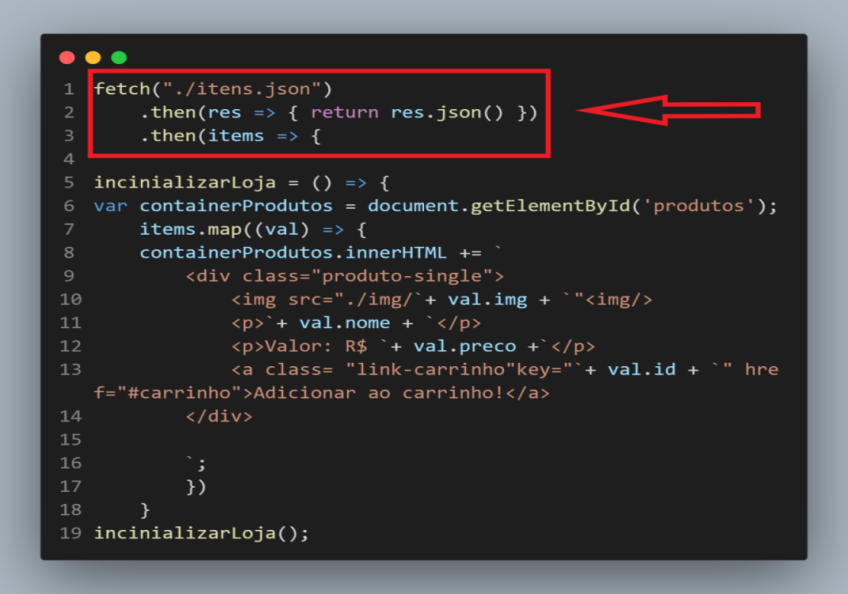 1 fetch("./itens.json")
2 .then(res => { return res.json() })
3 .then(items => {
4
5 incinializarLoja = () => {
6 var containerProdutos = document.getElementById('produtos');
7 items.map((val) => {
8 containerProdutos.innerHTML += `
9 <div class="produto-single">
10 <img src="./img/`+ val.img + `"<img/>
11 <p>`+ val.nome + `</p>
12 <p>Valor: R$ `+ val.preco +`</p>
13 <a class= "link-carrinho"key="`+ val.id + `" hre
f="#carrinho">Adicionar ao carrinho!</a>
14 </div>
15
16 `;
17 })
18 }
19 incinializarLoja();